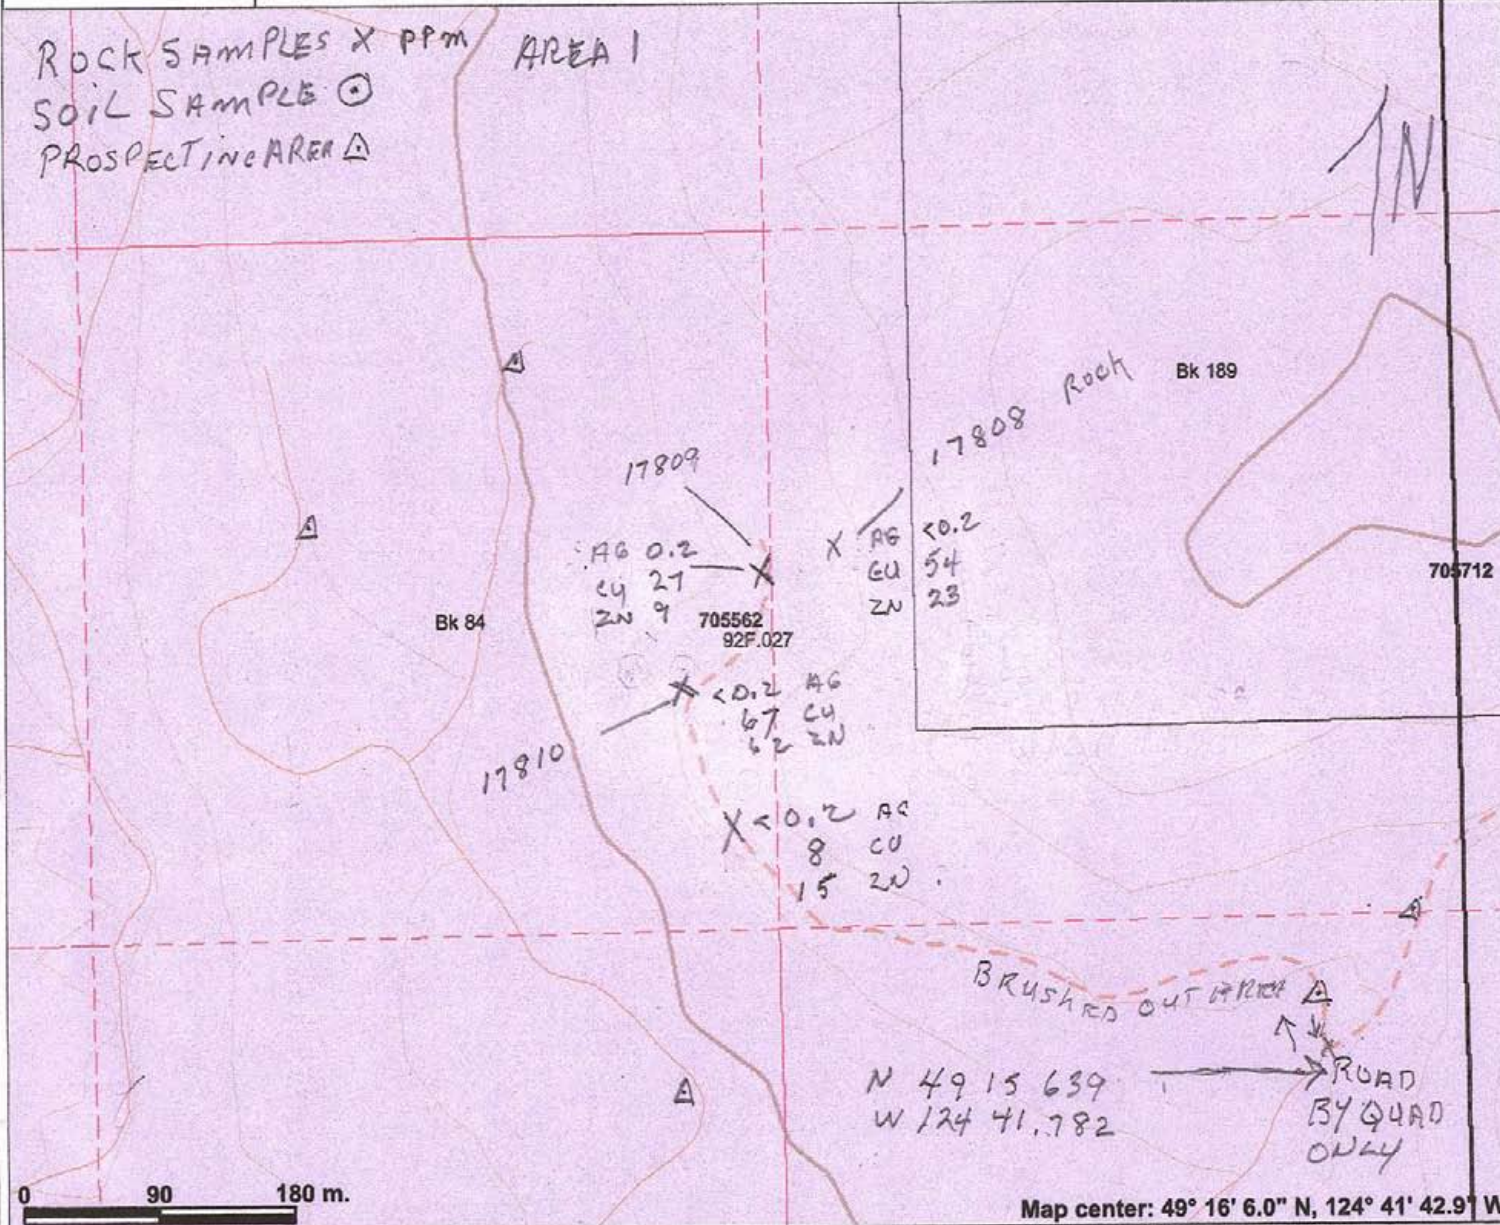 ROCK SAMPLES X PPM AREA 1
SOIL SAMPLE
PROSPECTING AREA
N
Bk 189
17808 ROCK
17809
AG 0.2
CU 27
ZN 9
X AG <0.2
CU 54
ZN 23
705712
Bk 84
705562
92F.027
X <0.2 AG
67 CU
62 ZN
17810
X <0.2 AG
8 CU
15 ZN.
BRUSHED OUT AREA
N 49 15 639
W 124 41.782
ROAD
BY QUAD
ONLY
0 90 180 m.
Map center: 49° 16' 6.0" N, 124° 41' 42.9" W